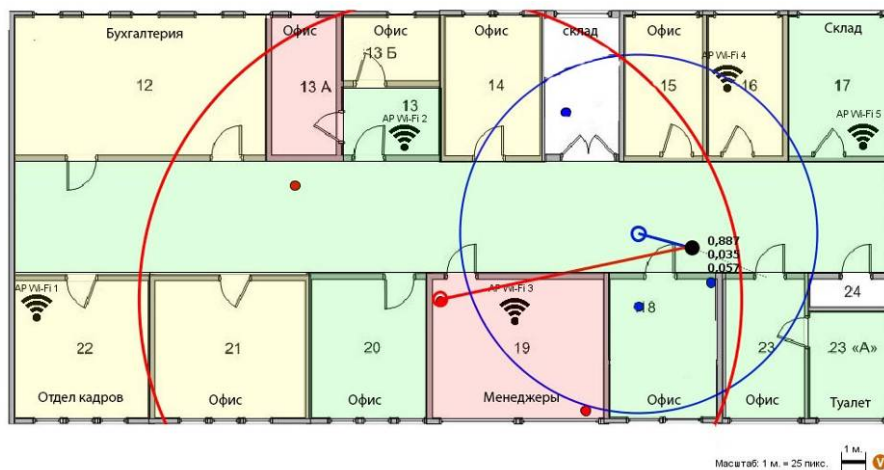 Бухгалтерия
12
Офис
13 А
Офис
13 Б
13
AP Wi-Fi 2
Офис
14
склад
Офис
15
AP Wi-Fi 4
16
Склад
17
AP Wi-Fi 5
0,887
0,035
0,057
AP Wi-Fi 1
22
Отдел кадров
21
Офис
20
Офис
AP Wi-Fi 3
19
Менеджеры
18
Офис
23
Офис
24
23 «А»
Туалет
Масштаб: 1 м. = 25 пикс.
1 м.
V